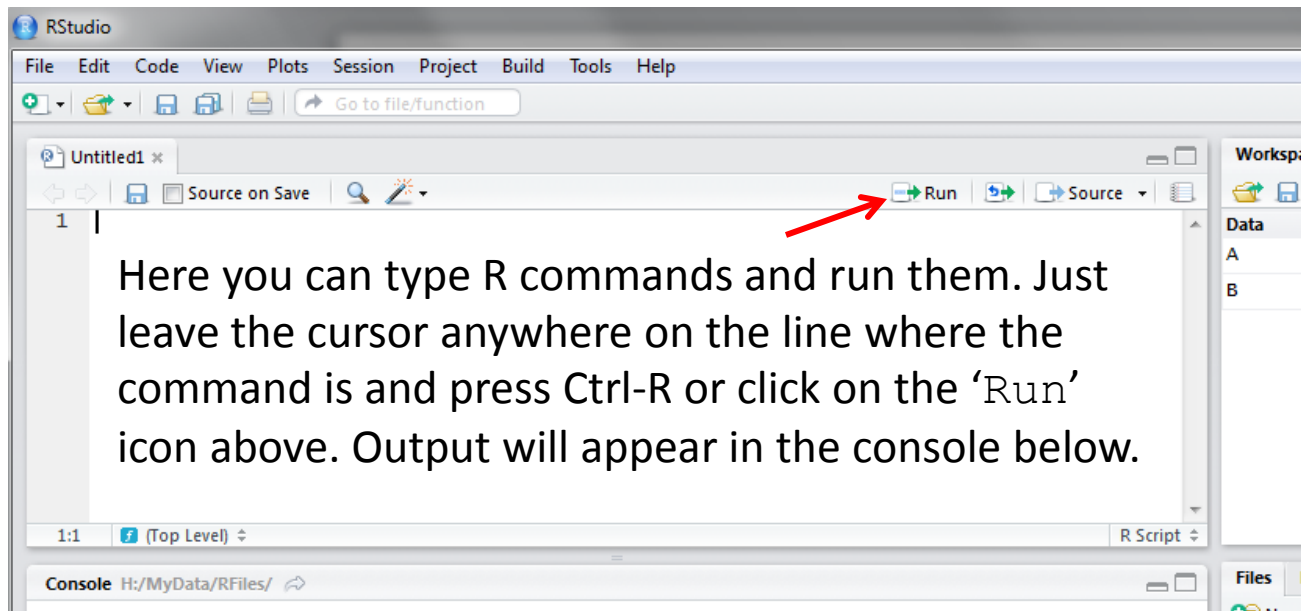 RStudio
File Edit Code View Plots Session Project Build Tools Help
Go to file/function
Untitled1
Source on Save
Run
Source
1
Here you can type R commands and run them. Just
leave the cursor anywhere on the line where the
command is and press Ctrl-R or click on the ‘Run’
icon above. Output will appear in the console below.
1:1 (Top Level) R Script
Console H:/MyData/RFiles/
Workspa
Data
A
B
Files